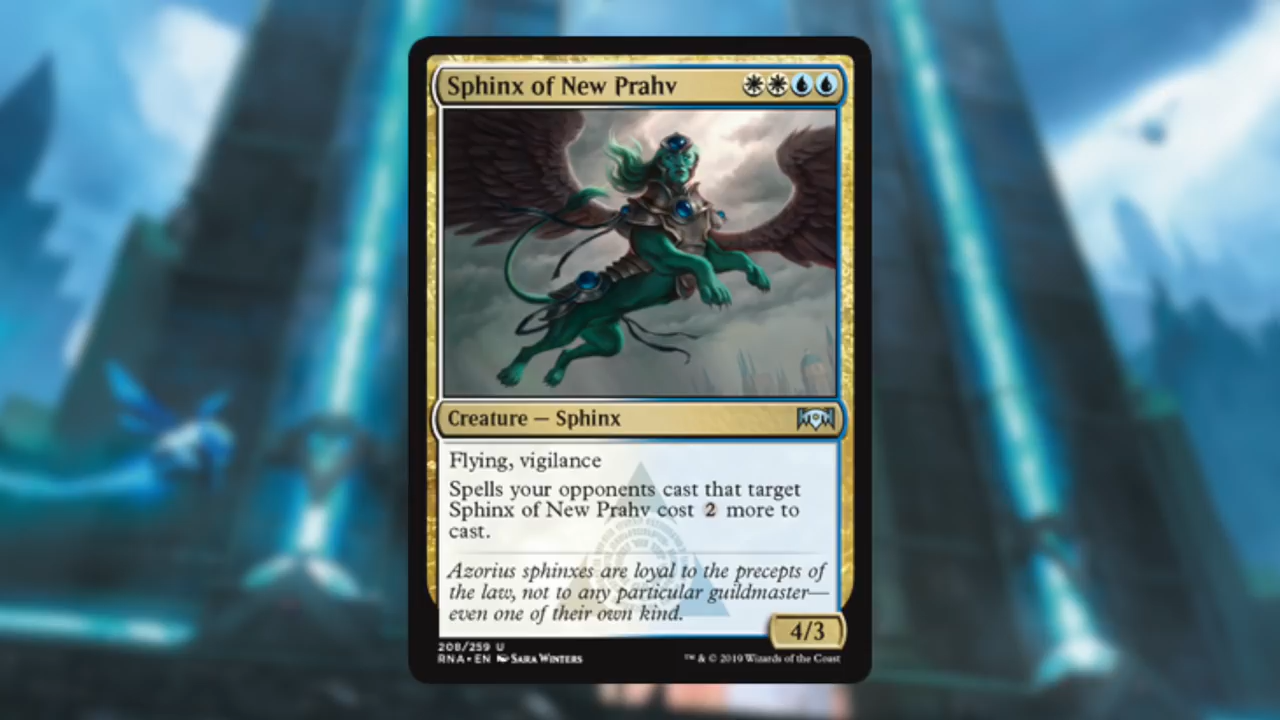 Sphinx of New Prahv
Creature — Sphinx
Flying, vigilance
Spells your opponents cast that target
Sphinx of New Prahv cost 2 more to
cast.
Azorius sphinxes are loyal to the precepts of
the law, not to any particular guildmaster—
even one of their own kind.
4/3
208/259 U
RNA • EN Sara Winters
™ & © 2019 Wizards of the Coast